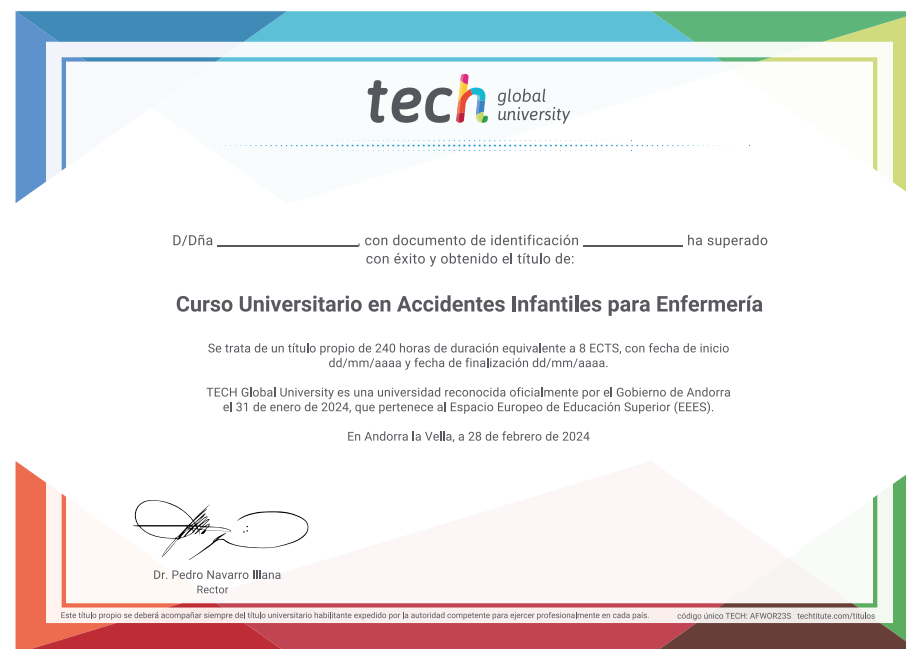 tech global
university
D/Dña ______________, con documento de identificación __________ ha superado
con éxito y obtenido el título de:
Curso Universitario en Accidentes Infantiles para Enfermería
Se trata de un título propio de 240 horas de duración equivalente a 8 ECTS, con fecha de inicio
dd/mm/aaaa y fecha de finalización dd/mm/aaaa.
TECH Global University es una universidad reconocida oficialmente por el Gobierno de Andorra
el 31 de enero de 2024, que pertenece al Espacio Europeo de Educación Superior (EEES).
En Andorra la Vella, a 28 de febrero de 2024
Dr. Pedro Navarro Illana
Rector
Este título propio se deberá acompañar siempre del título universitario habilitante expedido por la autoridad competente para ejercer profesionalmente en cada país. código único TECH: AFWOR23S techtitute.com/titulos